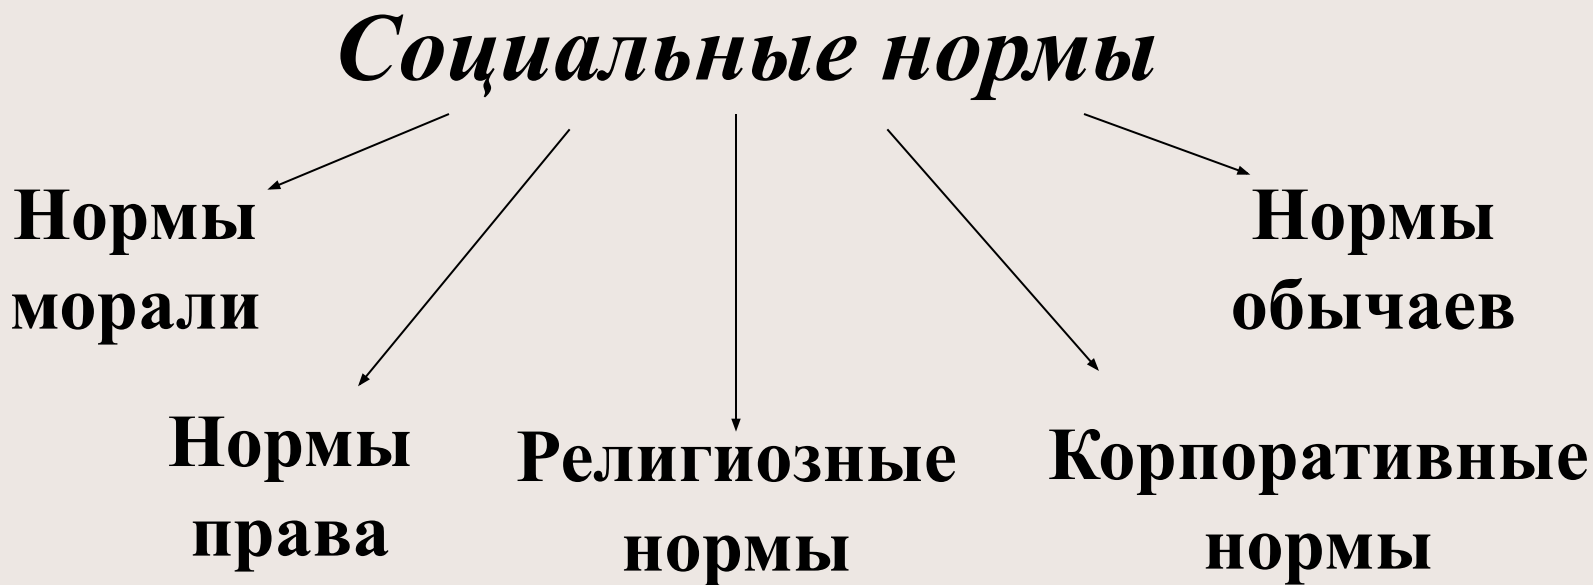 Социальные нормы
Нормы
морали
Нормы
обычаев
Нормы
права
Религиозные
нормы
Корпоративные
нормы